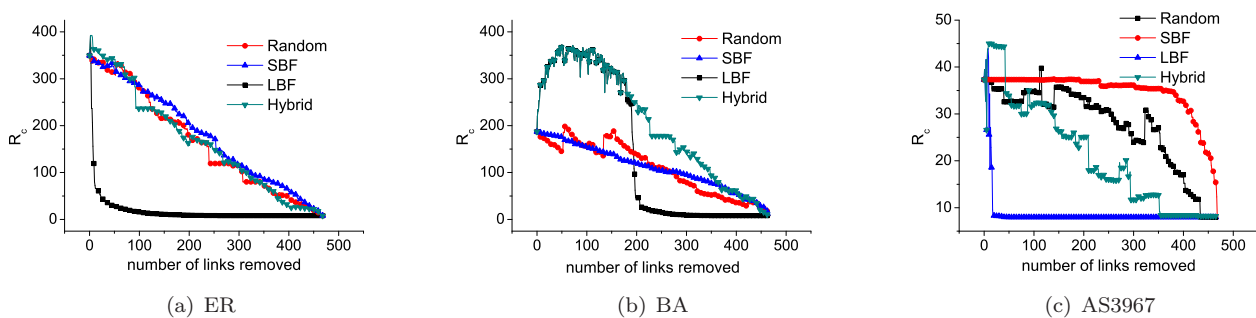 400
300
200
100
0
R_c
0 100 200 300 400 500
number of links removed
Random
SBF
LBF
Hybrid
(a) ER
400
300
200
100
0
R_c
0 100 200 300 400 500
number of links removed
Random
SBF
LBF
Hybrid
(b) BA
50
40
30
20
10
R_c
0 100 200 300 400 500
number of links removed
Random
SBF
LBF
Hybrid
(c) AS3967